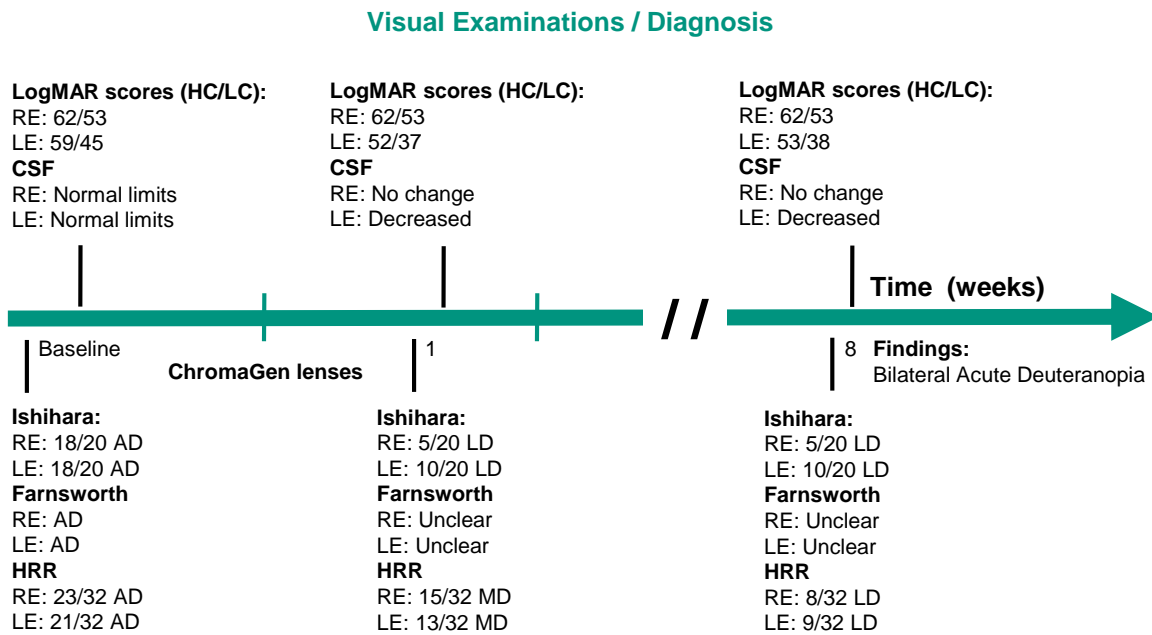 Visual Examinations / Diagnosis
LogMAR scores (HC/LC):
RE: 62/53
LE: 59/45
CSF
RE: Normal limits
LE: Normal limits
LogMAR scores (HC/LC):
RE: 62/53
LE: 52/37
CSF
RE: No change
LE: Decreased
LogMAR scores (HC/LC):
RE: 62/53
LE: 53/38
CSF
RE: No change
LE: Decreased
Time (weeks)
//
Baseline
ChromaGen lenses
1
8 Findings:
Bilateral Acute Deuteranopia
Ishihara:
RE: 18/20 AD
LE: 18/20 AD
Farnsworth
RE: AD
LE: AD
HRR
RE: 23/32 AD
LE: 21/32 AD
Ishihara:
RE: 5/20 LD
LE: 10/20 LD
Farnsworth
RE: Unclear
LE: Unclear
HRR
RE: 15/32 MD
LE: 13/32 MD
Ishihara:
RE: 5/20 LD
LE: 10/20 LD
Farnsworth
RE: Unclear
LE: Unclear
HRR
RE: 8/32 LD
LE: 9/32 LD